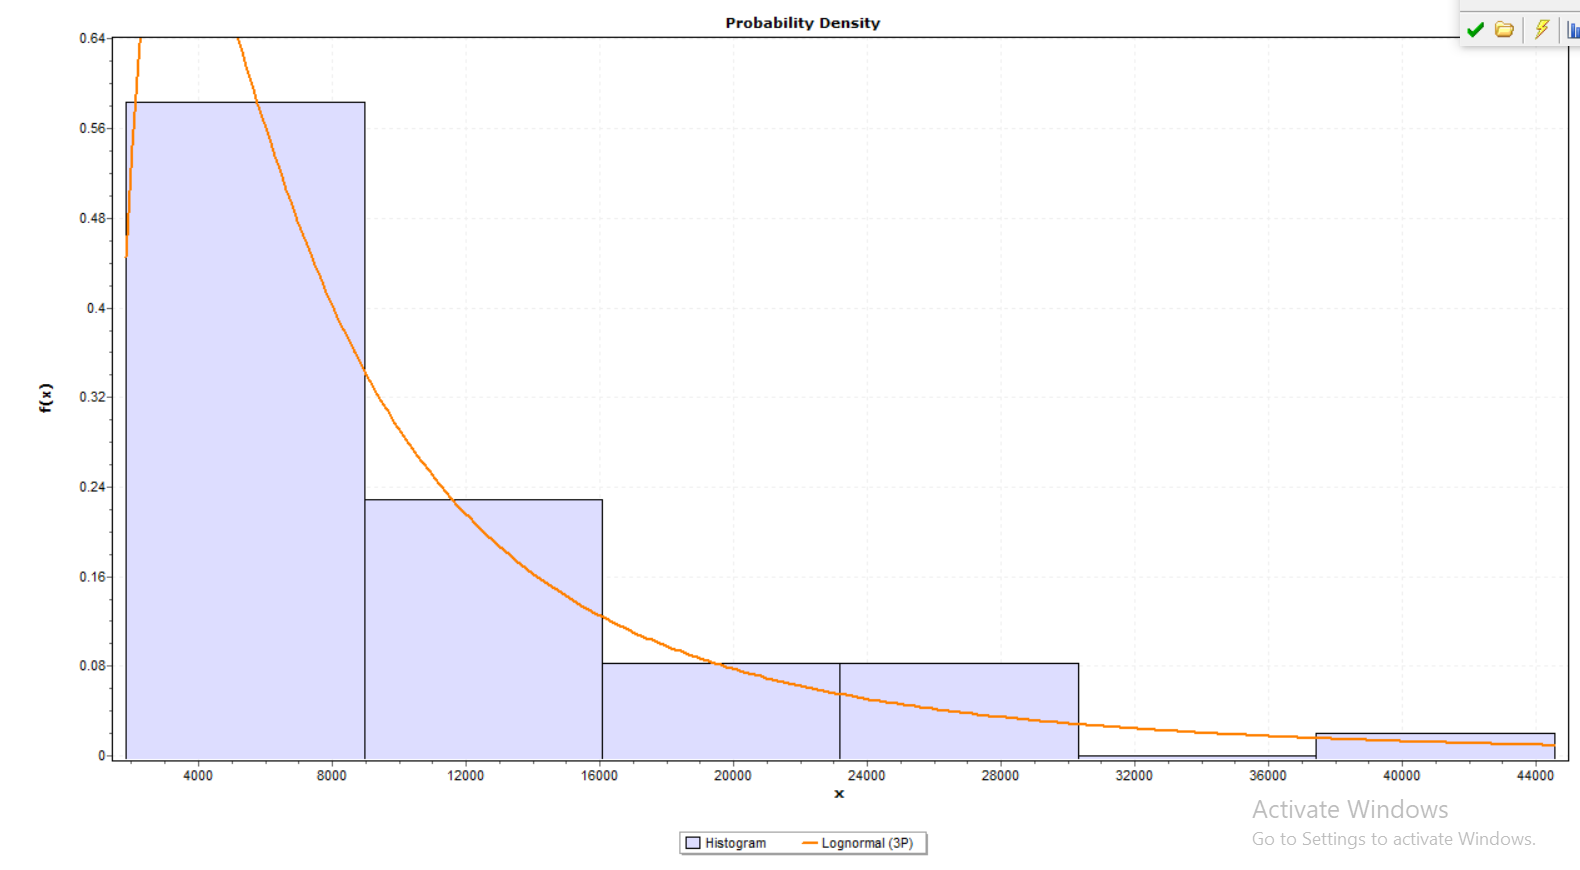 Probability Density
0.64
0.56
0.48
0.4
0.32
0.24
0.16
0.08
0
f(x)
4000 8000 12000 16000 20000 24000 28000 32000 36000 40000 44000
x
Histogram Lognormal (3P)
Activate Windows
Go to Settings to activate Windows.